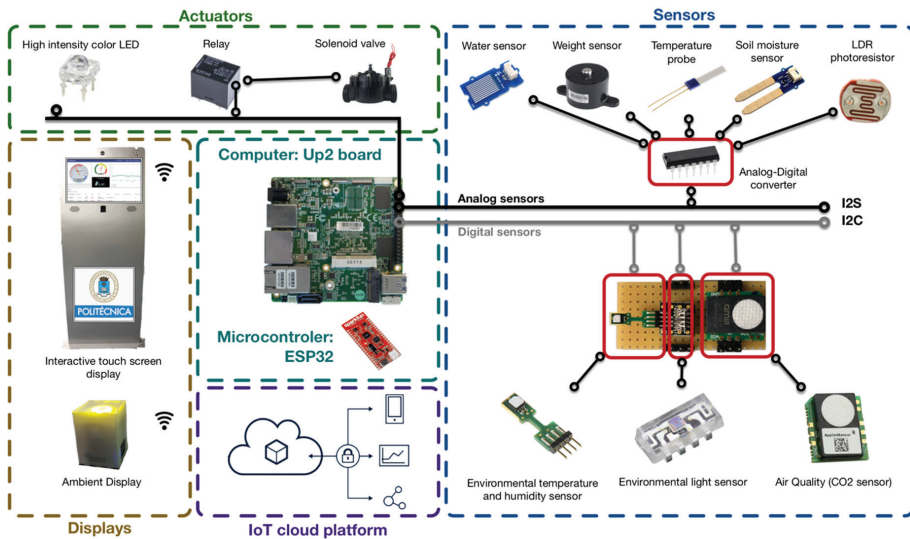 Actuators
High intensity color LED
Relay
Solenoid valve
Sensors
Water sensor
Weight sensor
Temperature
probe
Soil moisture
sensor
LDR
photoresistor
Analog-Digital
converter
Computer: Up2 board
Analog sensors
I2S
Digital sensors
I2C
POLITÉCNICA
Microcontroler:
ESP32
Interactive touch screen
display
Ambient Display
Displays
IoT cloud platform
Environmental temperature
and humidity sensor
Environmental light sensor
Air Quality (CO2 sensor)